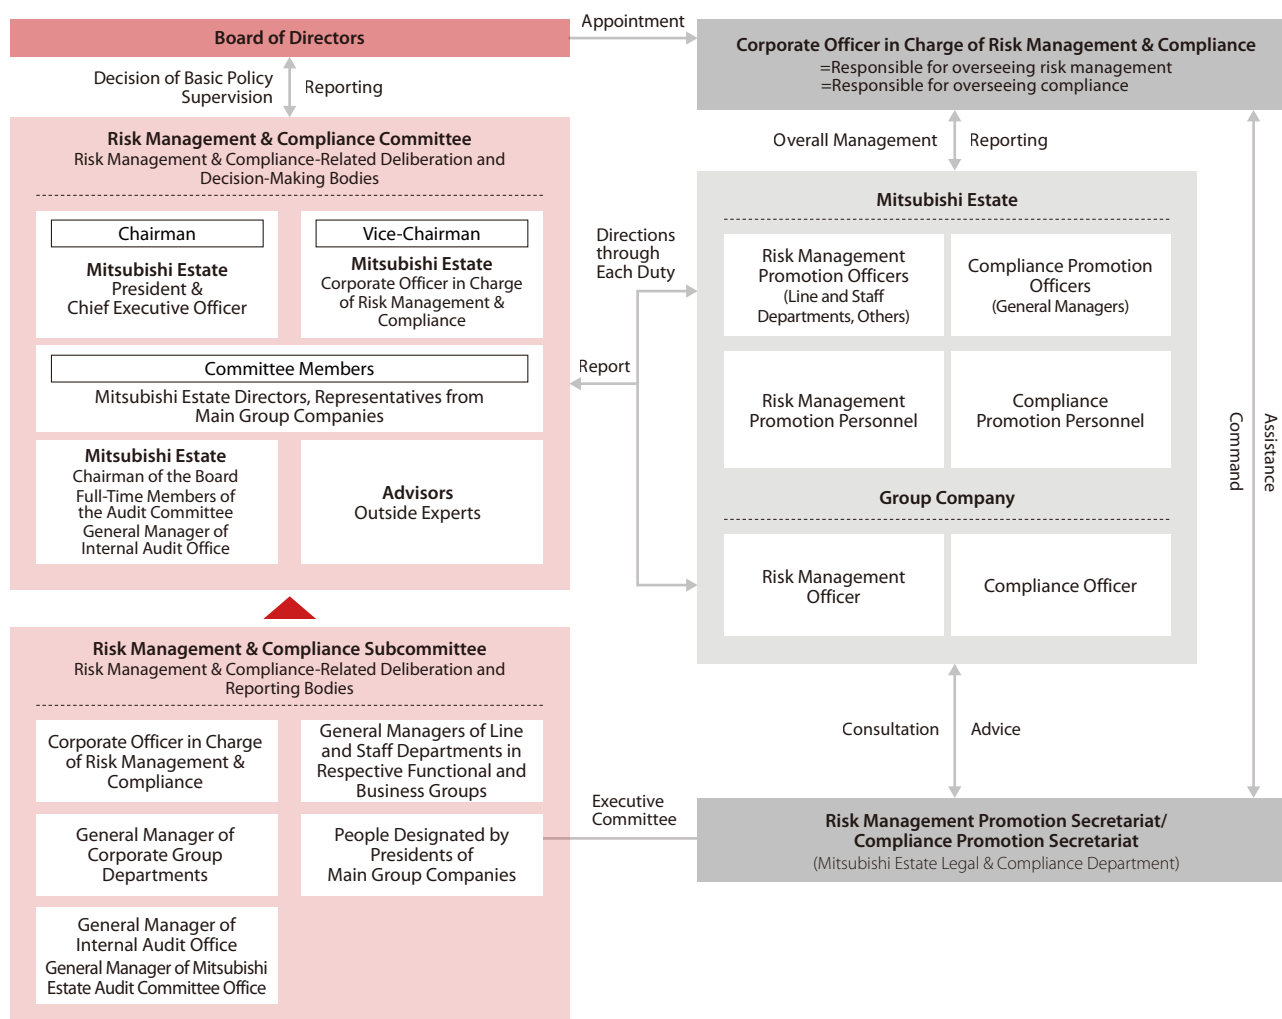 Board of Directors
Appointment
Corporate Officer in Charge of Risk Management & Compliance
=Responsible for overseeing risk management
=Responsible for overseeing compliance
Decision of Basic Policy
Supervision
Reporting
Overall Management
Reporting
Risk Management & Compliance Committee
Risk Management & Compliance-Related Deliberation and
Decision-Making Bodies
Chairman
Mitsubishi Estate
President &
Chief Executive Officer
Vice-Chairman
Mitsubishi Estate
Corporate Officer in Charge
of Risk Management &
Compliance
Committee Members
Mitsubishi Estate Directors, Representatives from
Main Group Companies
Mitsubishi Estate
Chairman of the Board
Full-Time Members of
the Audit Committee
General Manager of
Internal Audit Office
Advisors
Outside Experts
Directions
through
Each Duty
Report
Mitsubishi Estate
Risk Management
Promotion Officers
(Line and Staff
Departments, Others)
Compliance Promotion
Officers
(General Managers)
Risk Management
Promotion Personnel
Compliance
Promotion Personnel
Group Company
Risk Management
Officer
Compliance Officer
Command
Assistance
Risk Management & Compliance Subcommittee
Risk Management & Compliance-Related Deliberation and
Reporting Bodies
Corporate Officer in Charge
of Risk Management &
Compliance
General Managers of Line
and Staff Departments in
Respective Functional and
Business Groups
General Manager of
Corporate Group
Departments
People Designated by
Presidents of
Main Group Companies
General Manager of
Internal Audit Office
General Manager of Mitsubishi
Estate Audit Committee Office
Consultation
Advice
Executive
Committee
Risk Management Promotion Secretariat/
Compliance Promotion Secretariat
(Mitsubishi Estate Legal & Compliance Department)